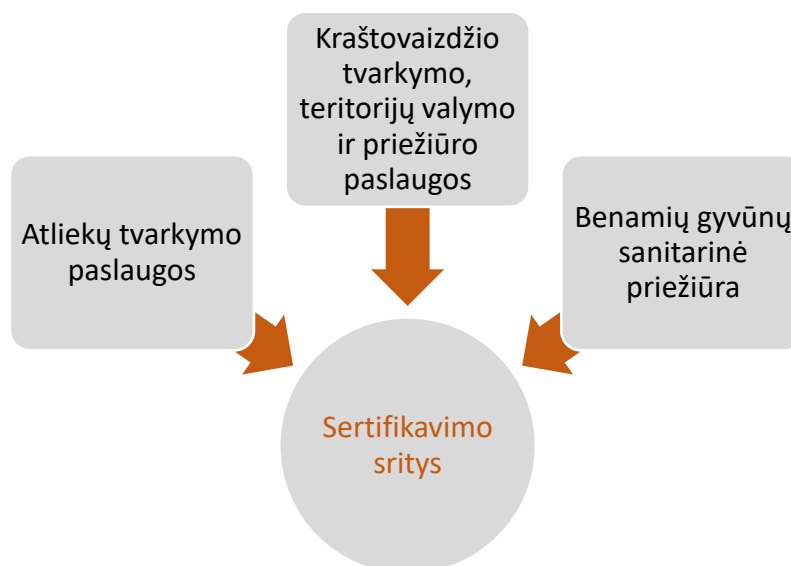 Kraštovaizdžio
tvarkymo,
teritorijų valymo
ir priežiūro
paslaugos
Atliekų tvarkymo
paslaugos
Benamių gyvūnų
sanitarinė
priežiūra
Sertifikavimo
sritys